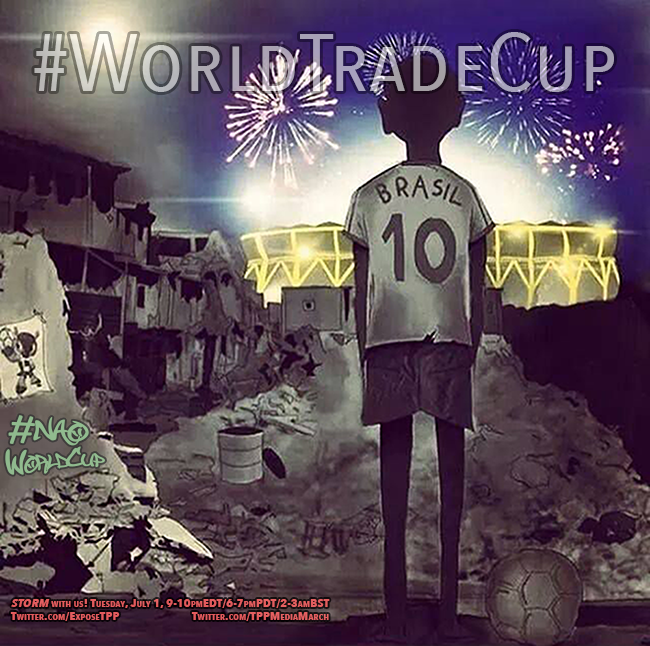 #WorldTradeCup
BRASIL
10
#NAO
WORLDCUP
STORM with us! Tuesday, July 1, 9-10pmEDT/6-7pmPDT/2-3amBST
Twitter.com/ExposeTPP Twitter.com/TPPMediaMarch